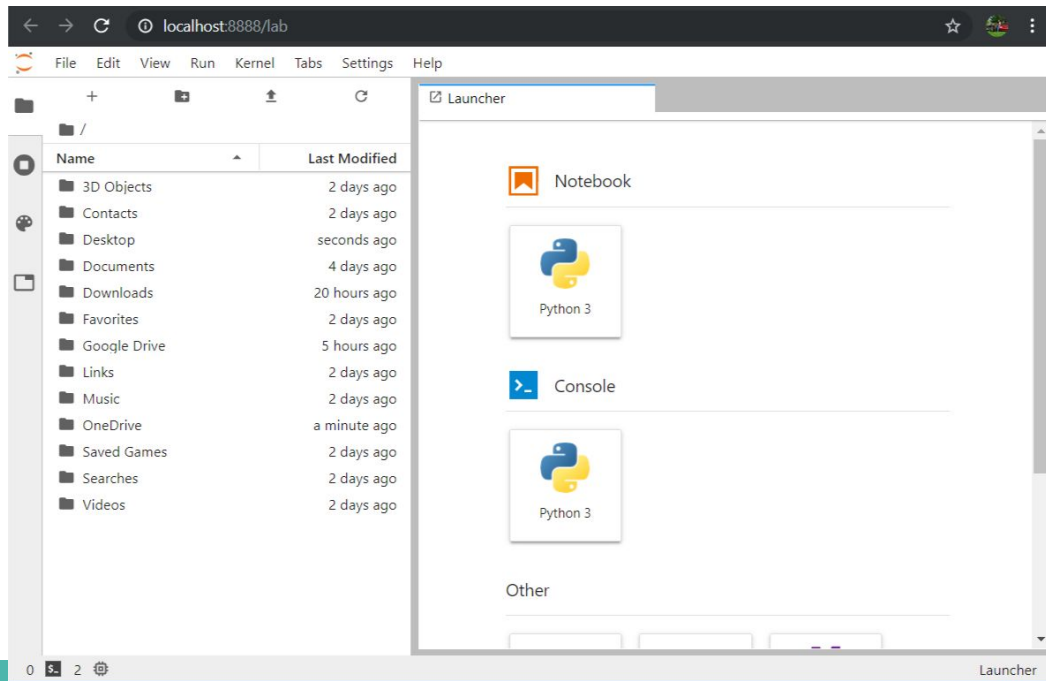 localhost:8888/lab
File Edit View Run Kernel Tabs Settings Help
Launcher
/
Name Last Modified
3D Objects 2 days ago
Contacts 2 days ago
Desktop seconds ago
Documents 4 days ago
Downloads 20 hours ago
Favorites 2 days ago
Google Drive 5 hours ago
Links 2 days ago
Music 2 days ago
OneDrive a minute ago
Saved Games 2 days ago
Searches 2 days ago
Videos 2 days ago
Notebook
Python 3
Console
Python 3
Other
0 $_ 2 Launcher